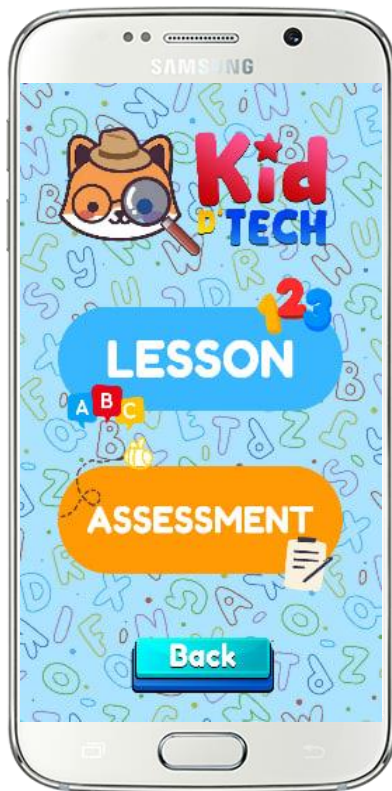 SAMSUNG
Kid
D'TECH
123
LESSON
ABC
ASSESSMENT
Back